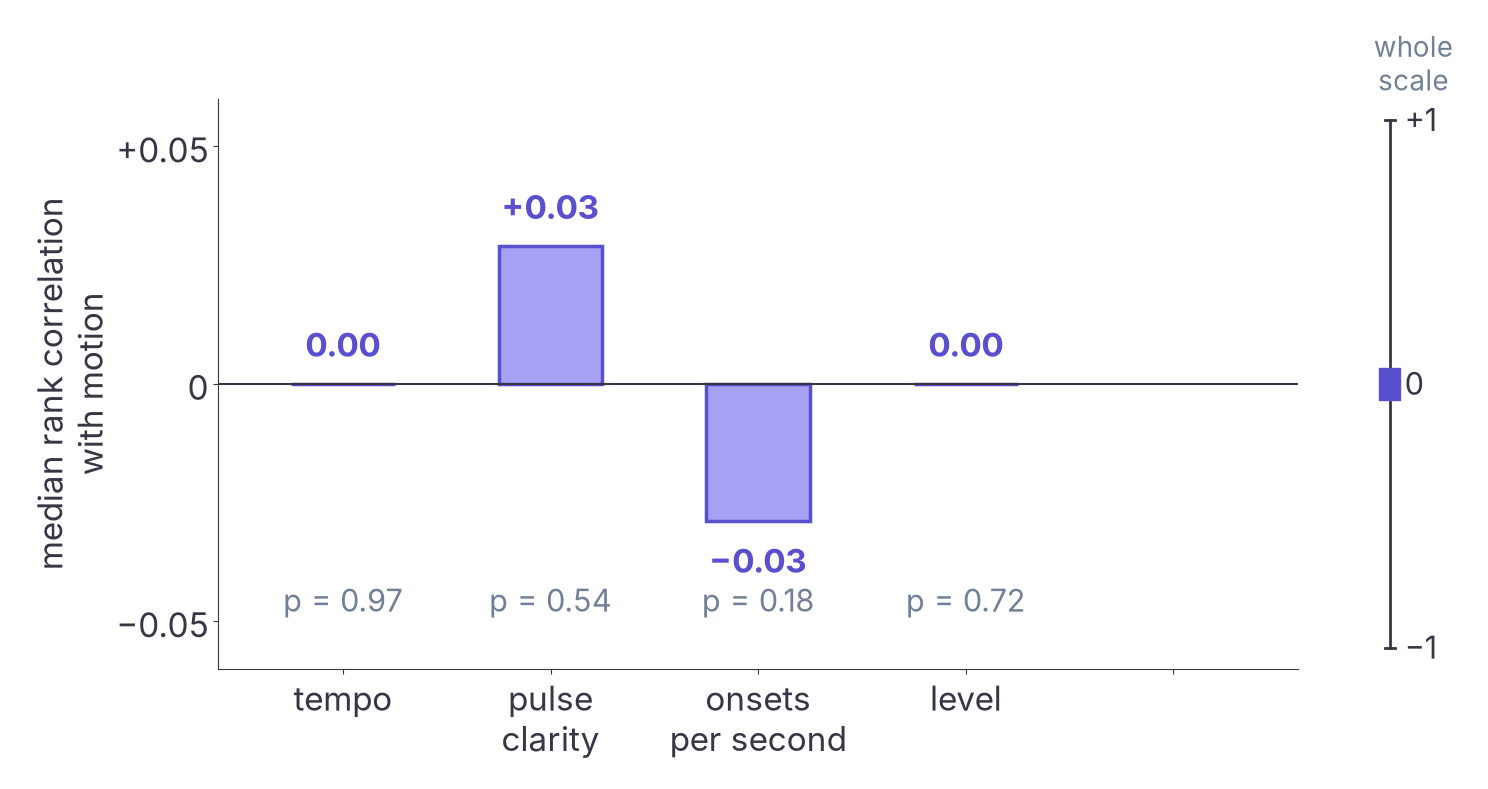 whole
scale
+1
0
−1
median rank correlation
with motion
+0.05
0
−0.05
0.00
+0.03
−0.03
0.00
p = 0.97
p = 0.54
p = 0.18
p = 0.72
tempo
pulse
clarity
onsets
per second
level